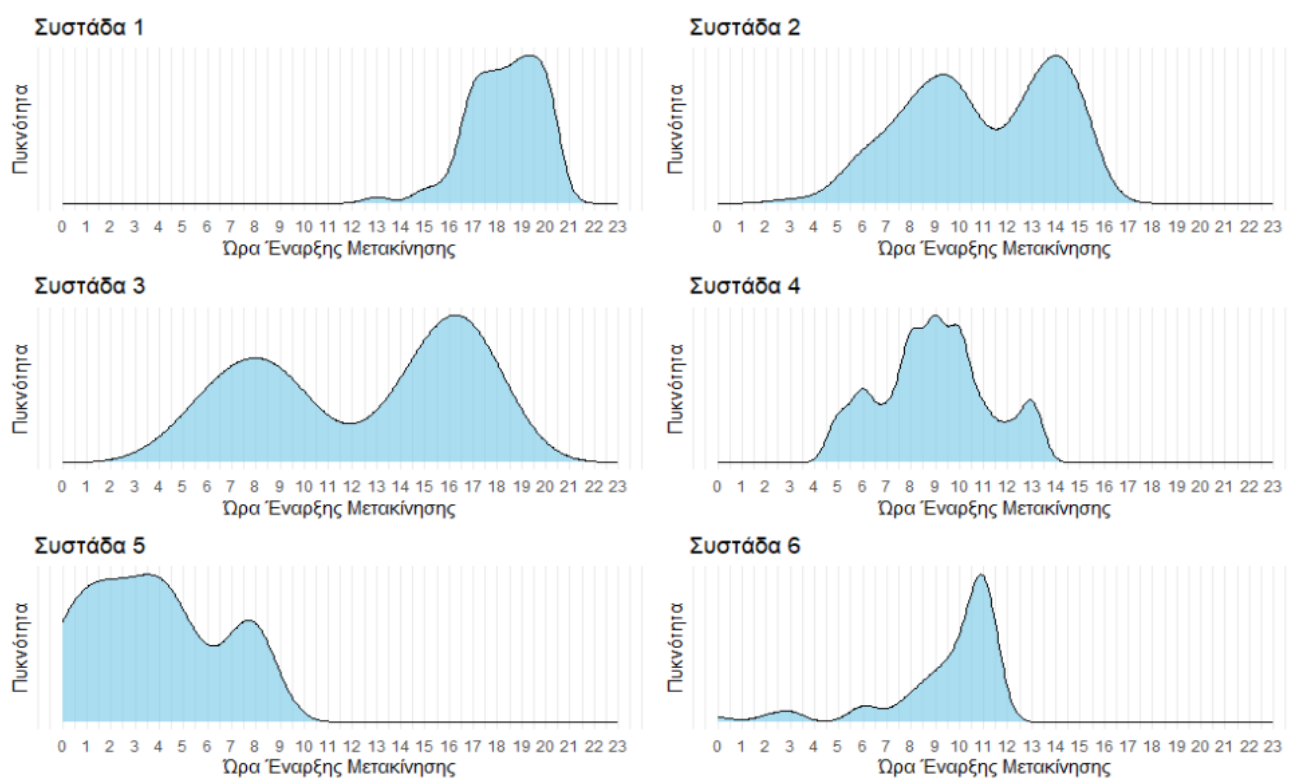 Συστάδα 1
Πυκνότητα
0 1 2 3 4 5 6 7 8 9 10 11 12 13 14 15 16 17 18 19 20 21 22 23
Ώρα Έναρξης Μετακίνησης
Συστάδα 2
Πυκνότητα
0 1 2 3 4 5 6 7 8 9 10 11 12 13 14 15 16 17 18 19 20 21 22 23
Ώρα Έναρξης Μετακίνησης
Συστάδα 3
Πυκνότητα
0 1 2 3 4 5 6 7 8 9 10 11 12 13 14 15 16 17 18 19 20 21 22 23
Ώρα Έναρξης Μετακίνησης
Συστάδα 4
Πυκνότητα
0 1 2 3 4 5 6 7 8 9 10 11 12 13 14 15 16 17 18 19 20 21 22 23
Ώρα Έναρξης Μετακίνησης
Συστάδα 5
Πυκνότητα
0 1 2 3 4 5 6 7 8 9 10 11 12 13 14 15 16 17 18 19 20 21 22 23
Ώρα Έναρξης Μετακίνησης
Συστάδα 6
Πυκνότητα
0 1 2 3 4 5 6 7 8 9 10 11 12 13 14 15 16 17 18 19 20 21 22 23
Ώρα Έναρξης Μετακίνησης